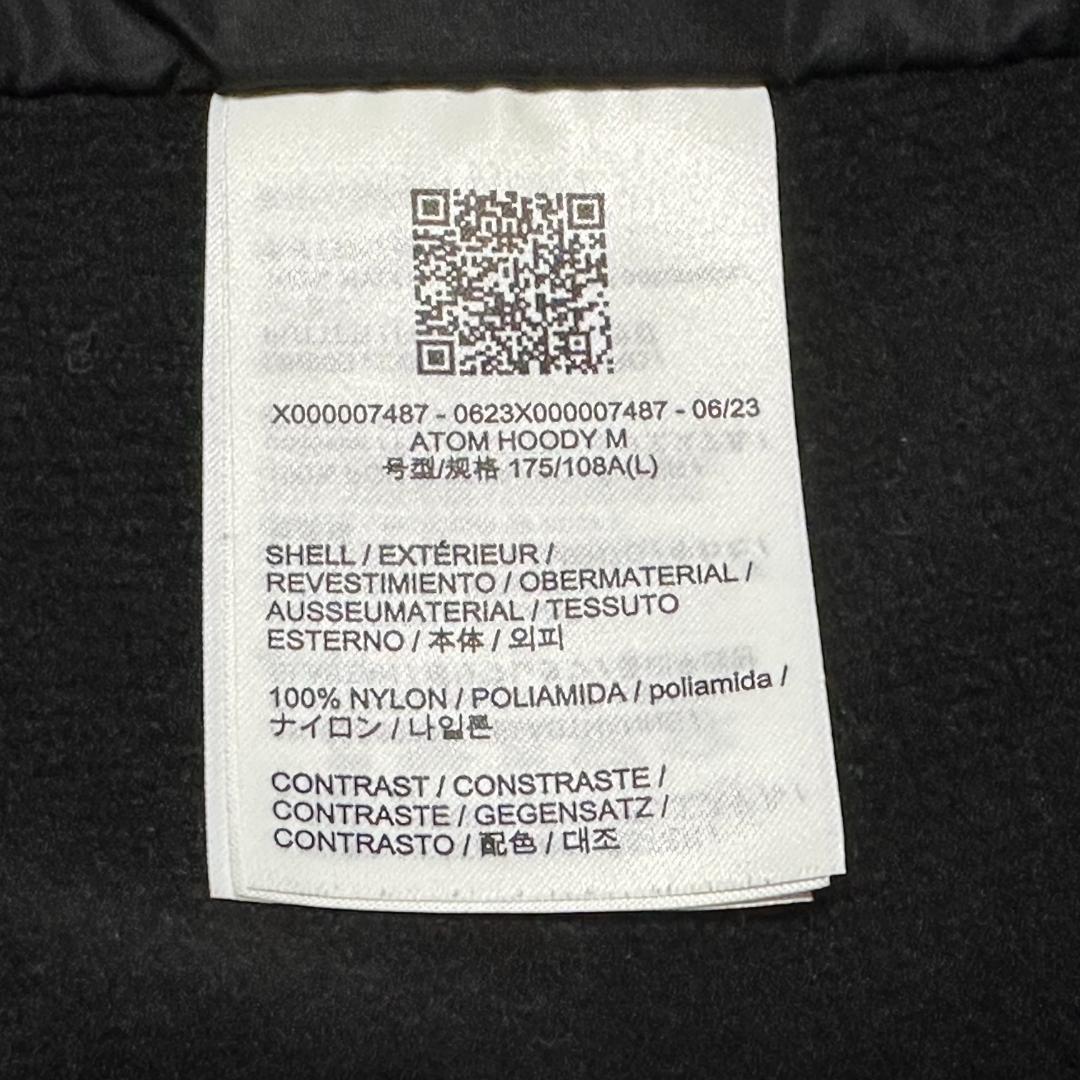 X000007487 - 0623X000007487 - 06/23
ATOM HOODY M
号型/规格 175/108A(L)
SHELL / EXTÉRIEUR /
REVESTIMIENTO / OBERMATERIAL /
AUSSEUMATERIAL / TESSUTO
ESTERNO / 本体 / 외피
100% NYLON / POLIAMIDA / poliamida /
ナイロン / 나일론
CONTRAST / CONSTRASTE /
CONTRASTE / GEGENSATZ /
CONTRASTO / 配色 / 대조